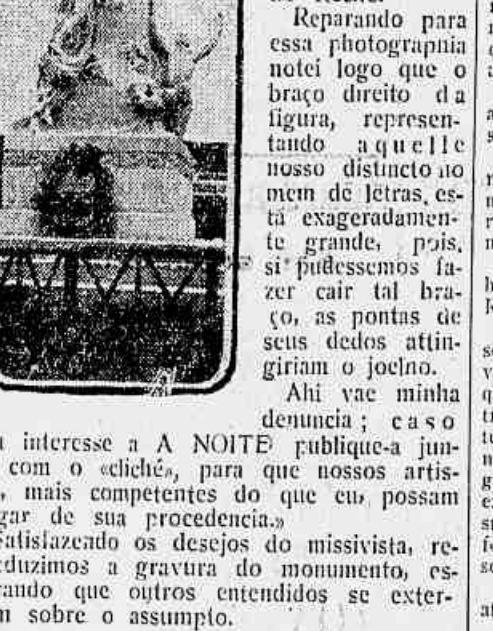 Reparando para
essa photographia
notei logo que o
braço direito da
figura, represen-
tando aquelle
nosso distincto ho
mem de letras, es-
tá exageradamen-
te grande, pois,
si pudessemos fa-
zer cair tal bra-
ço, as pontas de
seus dedos attin-
giriam o joelho.
Ahi vae minha
denuncia; caso
interesse a A NOITE publique-a jun-
com o «cliché», para que nossos artis-
, mais competentes do que eu, possam
gar de sua procedencia.»
atisfazendo os desejos do missivista, re-
duzimos a gravura do monumento, es-
rando que outros entendidos se exter-
m sobre o assumpto.